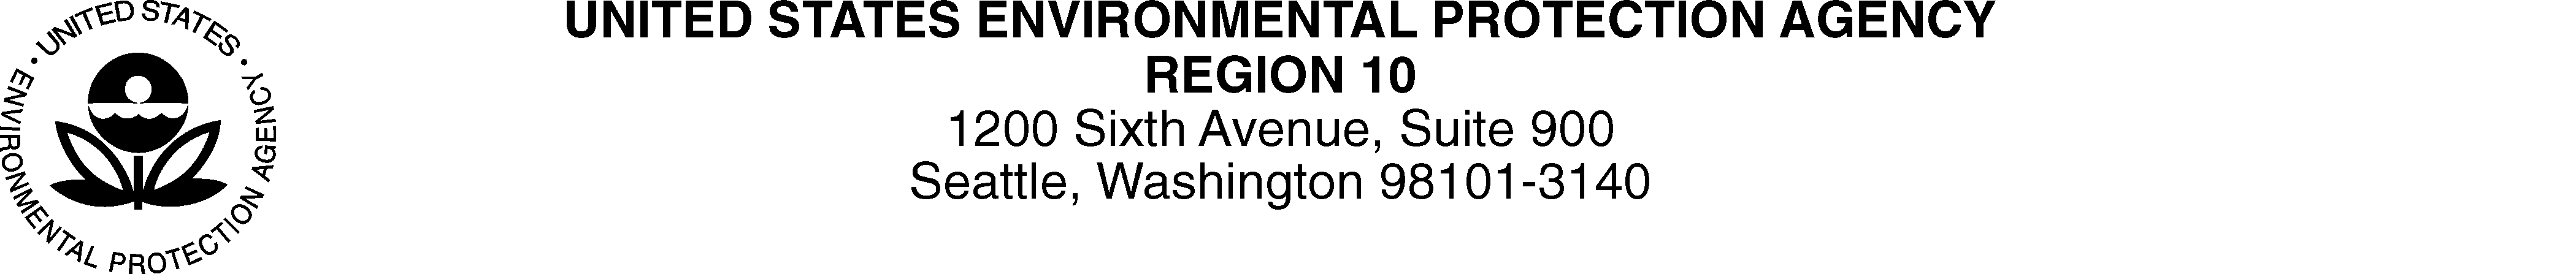 UNITED STATES • ENVIRONMENTAL PROTECTION AGENCY •
UNITED STATES ENVIRONMENTAL PROTECTION AGENCY
REGION 10
1200 Sixth Avenue, Suite 900
Seattle, Washington 98101-3140